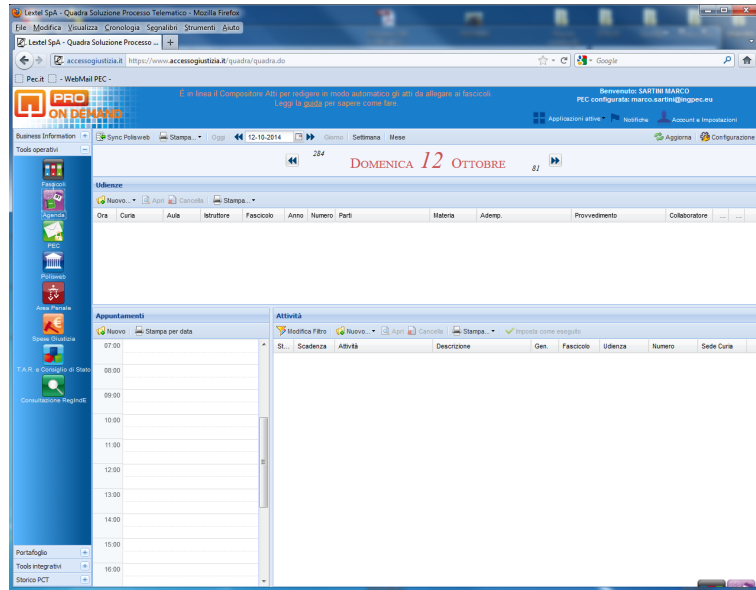 Lextel SpA - Quadra Soluzione Processo Telematico - Mozilla Firefox
File Modifica Visualizza Cronologia Segnalibri Strumenti Aiuto
Lextel SpA - Quadra Soluzione Processo ... +
accessogiustizia.it https://www.accessogiustizia.it/quadra/quadra.do Google
Pec.it - WebMail PEC -
PRO ON DEMAND
È in linea il Compositore Atti per redigere in modo automatico gli atti da allegare ai fascicoli.
Leggi la guida per sapere come fare.
Benvenuto: SARTINI MARCO
PEC configurata: marco.sartini@ingpec.eu
Applicazioni attive Notifiche Account e Impostazioni
Business Information
Sync Polisweb Stampa... Oggi 12-10-2014 Giorno Settimana Mese Aggiorna Configurazione
Tools operativi
284 DOMENICA 12 OTTOBRE 81
Fascicoli
Agenda
PEC
Polisweb
Area Penale
Spese Giustizia
T.A.R. e Consiglio di Stato
Consultazione RegIndE
Udienze
Nuovo... Apri Cancella Stampa...
Ora Curia Aula Istruttore Fascicolo Anno Numero Parti Materia Ademp. Provvedimento Collaboratore ... ...
Appuntamenti
Nuovo Stampa per data
07:00
08:00
09:00
10:00
11:00
12:00
13:00
14:00
15:00
16:00
Attività
Modifica Filtro Nuovo... Apri Cancella Stampa... Imposta come eseguito
St... Scadenza Attività Descrizione Gen. Fascicolo Udienza Numero Sede Curia
Portafoglio
Tools integrativi
Storico PCT